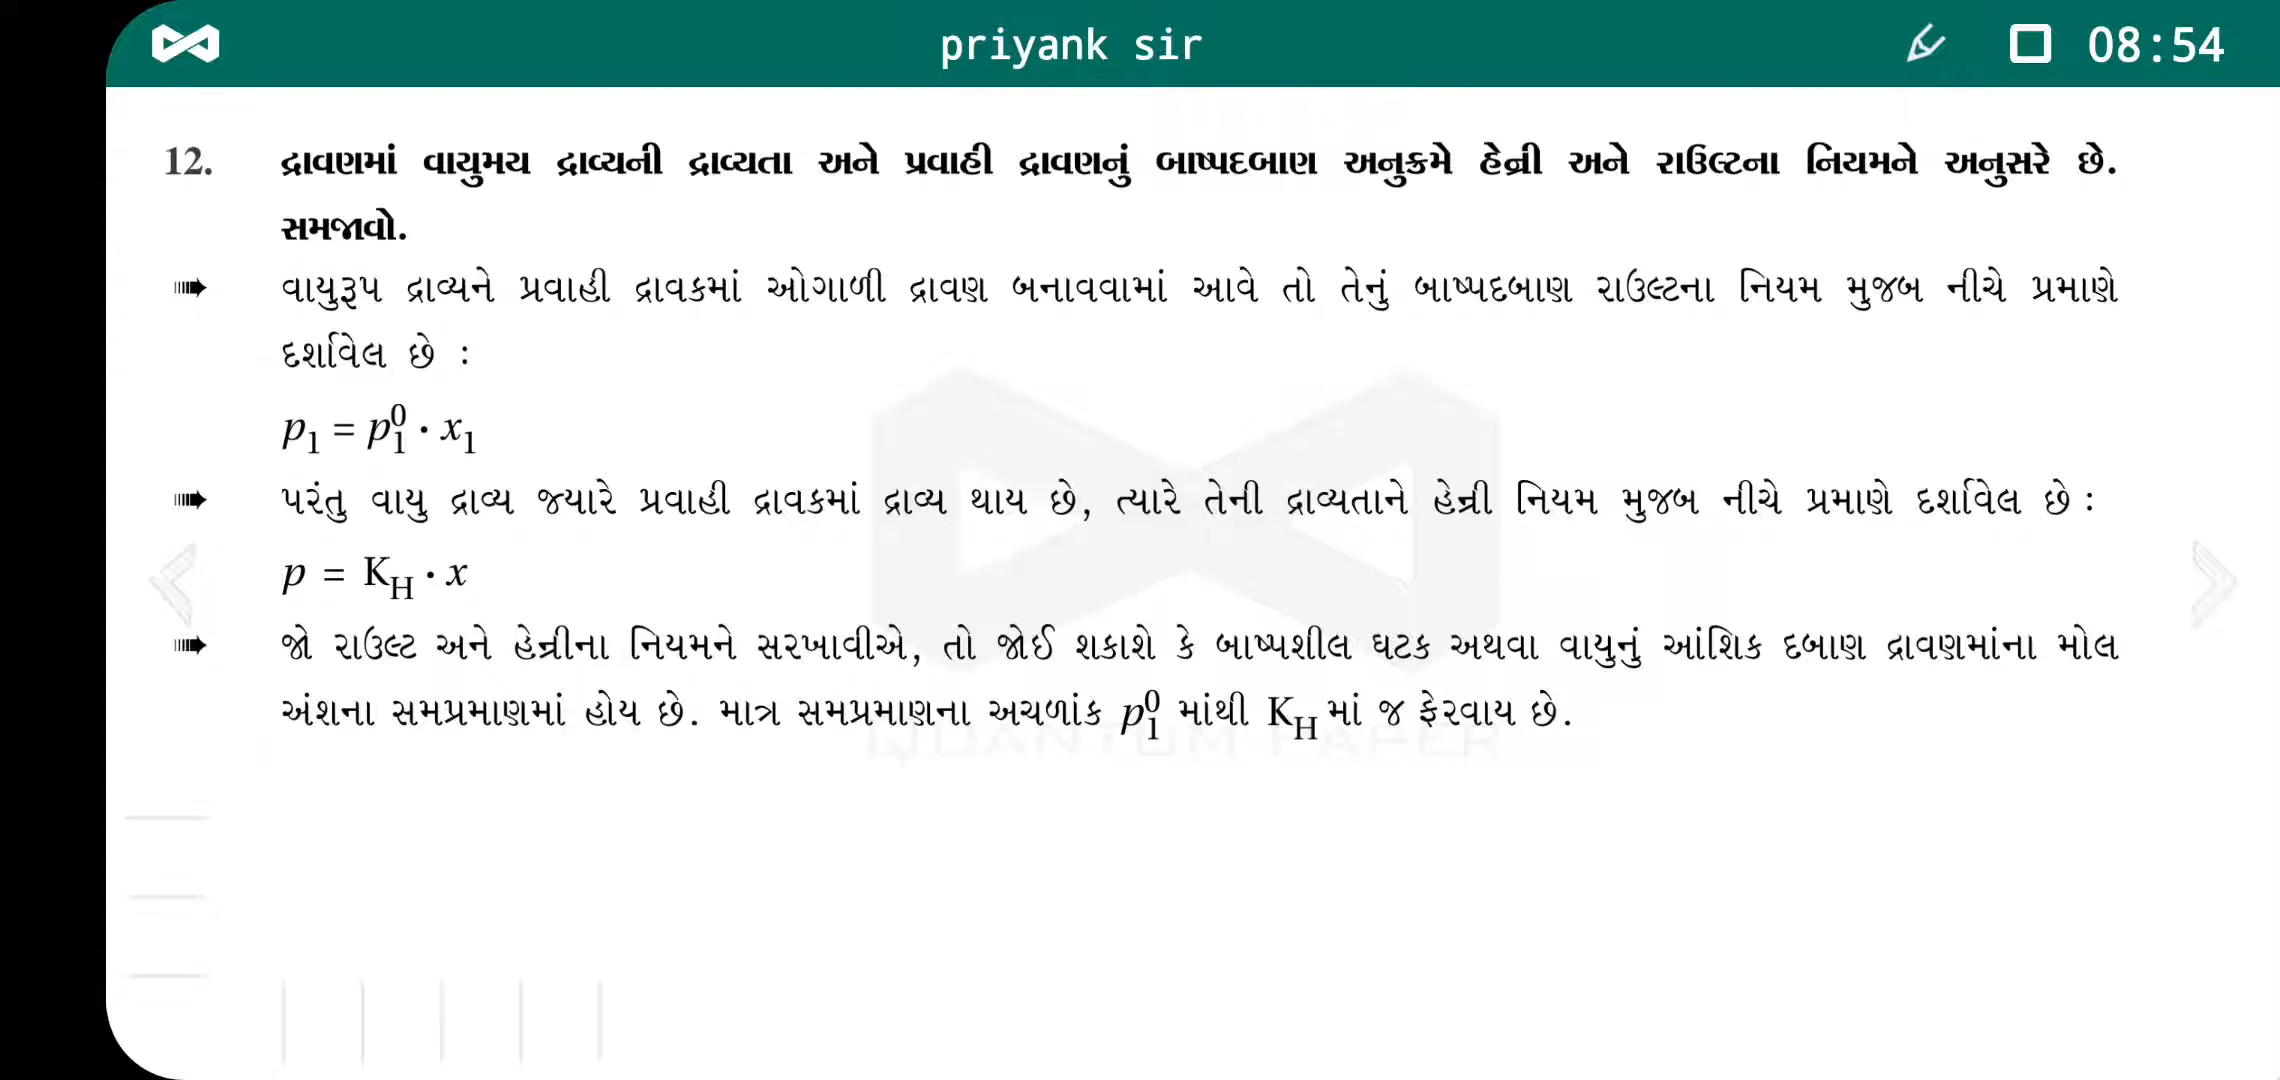 priyank sir
08:54
12. દ્રાવણમાં વાયુમય દ્રાવ્યની દ્રાવ્યતા અને પ્રવાહી દ્રાવણનું બાષ્પદબાણ અનુક્રમે હેન્રી અને રાઉલ્ટના નિયમને અનુસરે છે.
સમજાવો.
➠ વાયુરૂપ દ્રાવ્યને પ્રવાહી દ્રાવકમાં ઓગાળી દ્રાવણ બનાવવામાં આવે તો તેનું બાષ્પદબાણ રાઉલ્ટના નિયમ મુજબ નીચે પ્રમાણે
દર્શાવેલ છે :
p₁ = p₁⁰ · x₁
➠ પરંતુ વાયુ દ્રાવ્ય જ્યારે પ્રવાહી દ્રાવકમાં દ્રાવ્ય થાય છે, ત્યારે તેની દ્રાવ્યતાને હેન્રી નિયમ મુજબ નીચે પ્રમાણે દર્શાવેલ છે :
p = K_H · x
➠ જો રાઉલ્ટ અને હેન્રીના નિયમને સરખાવીએ, તો જોઈ શકાશે કે બાષ્પશીલ ઘટક અથવા વાયુનું આંશિક દબાણ દ્રાવણમાંના મોલ
અંશના સમપ્રમાણમાં હોય છે. માત્ર સમપ્રમાણના અચળાંક p₁⁰ માંથી K_H માં જ ફેરવાય છે.
QUANTUM PAPER